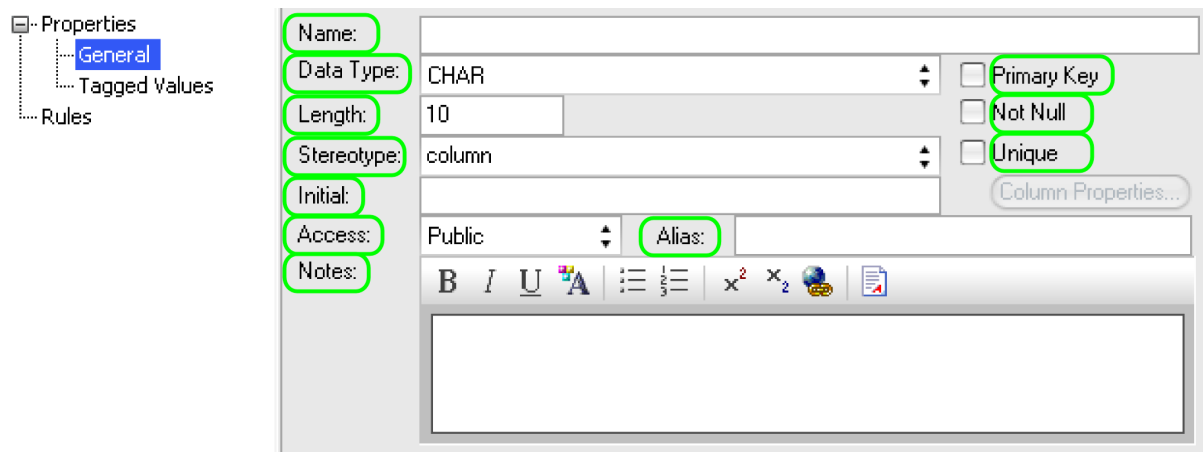 Properties
General
Tagged Values
Rules
Name:
Data Type: CHAR Primary Key
Length: 10 Not Null
Stereotype: column Unique
Initial: Column Properties...
Access: Public Alias:
Notes: B I U A x² x₂